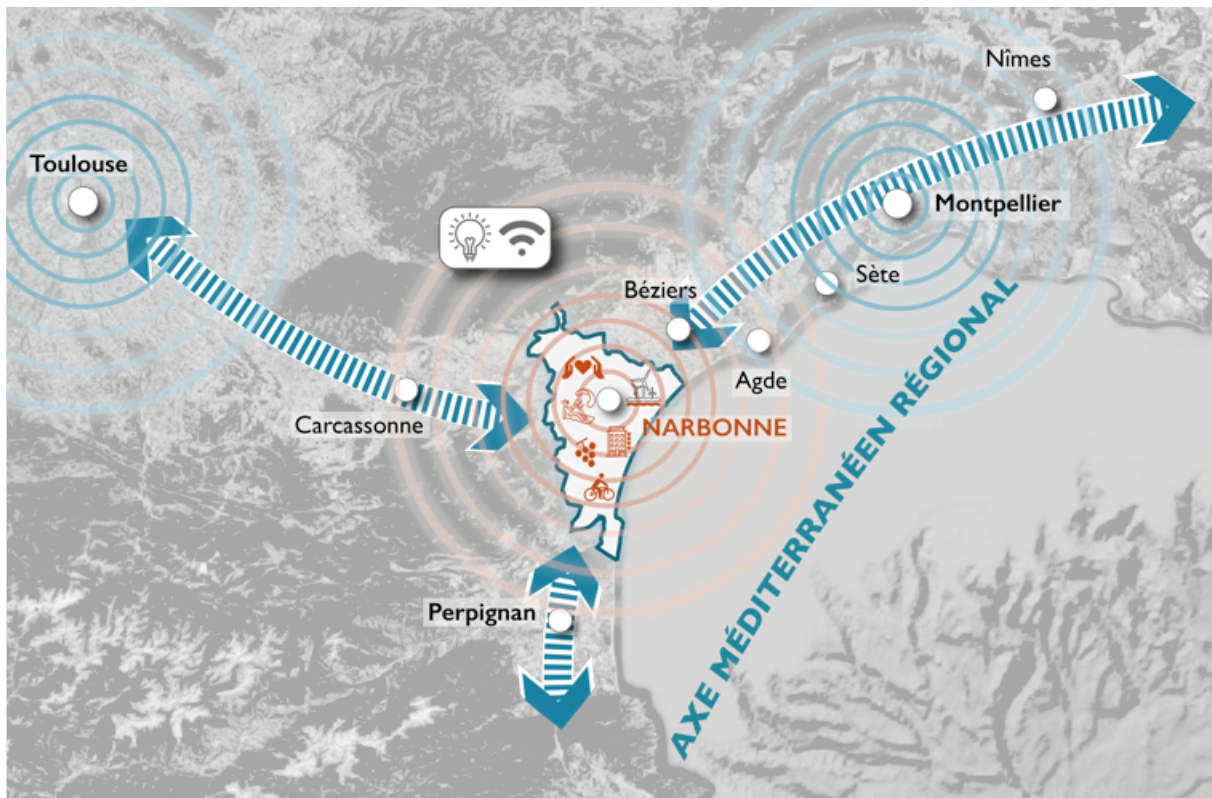 Nîmes
Toulouse
Montpellier
Sète
Béziers
Agde
Carcassonne
NARBONNE
Perpignan
AXE MÉDITERRANÉEN RÉGIONAL